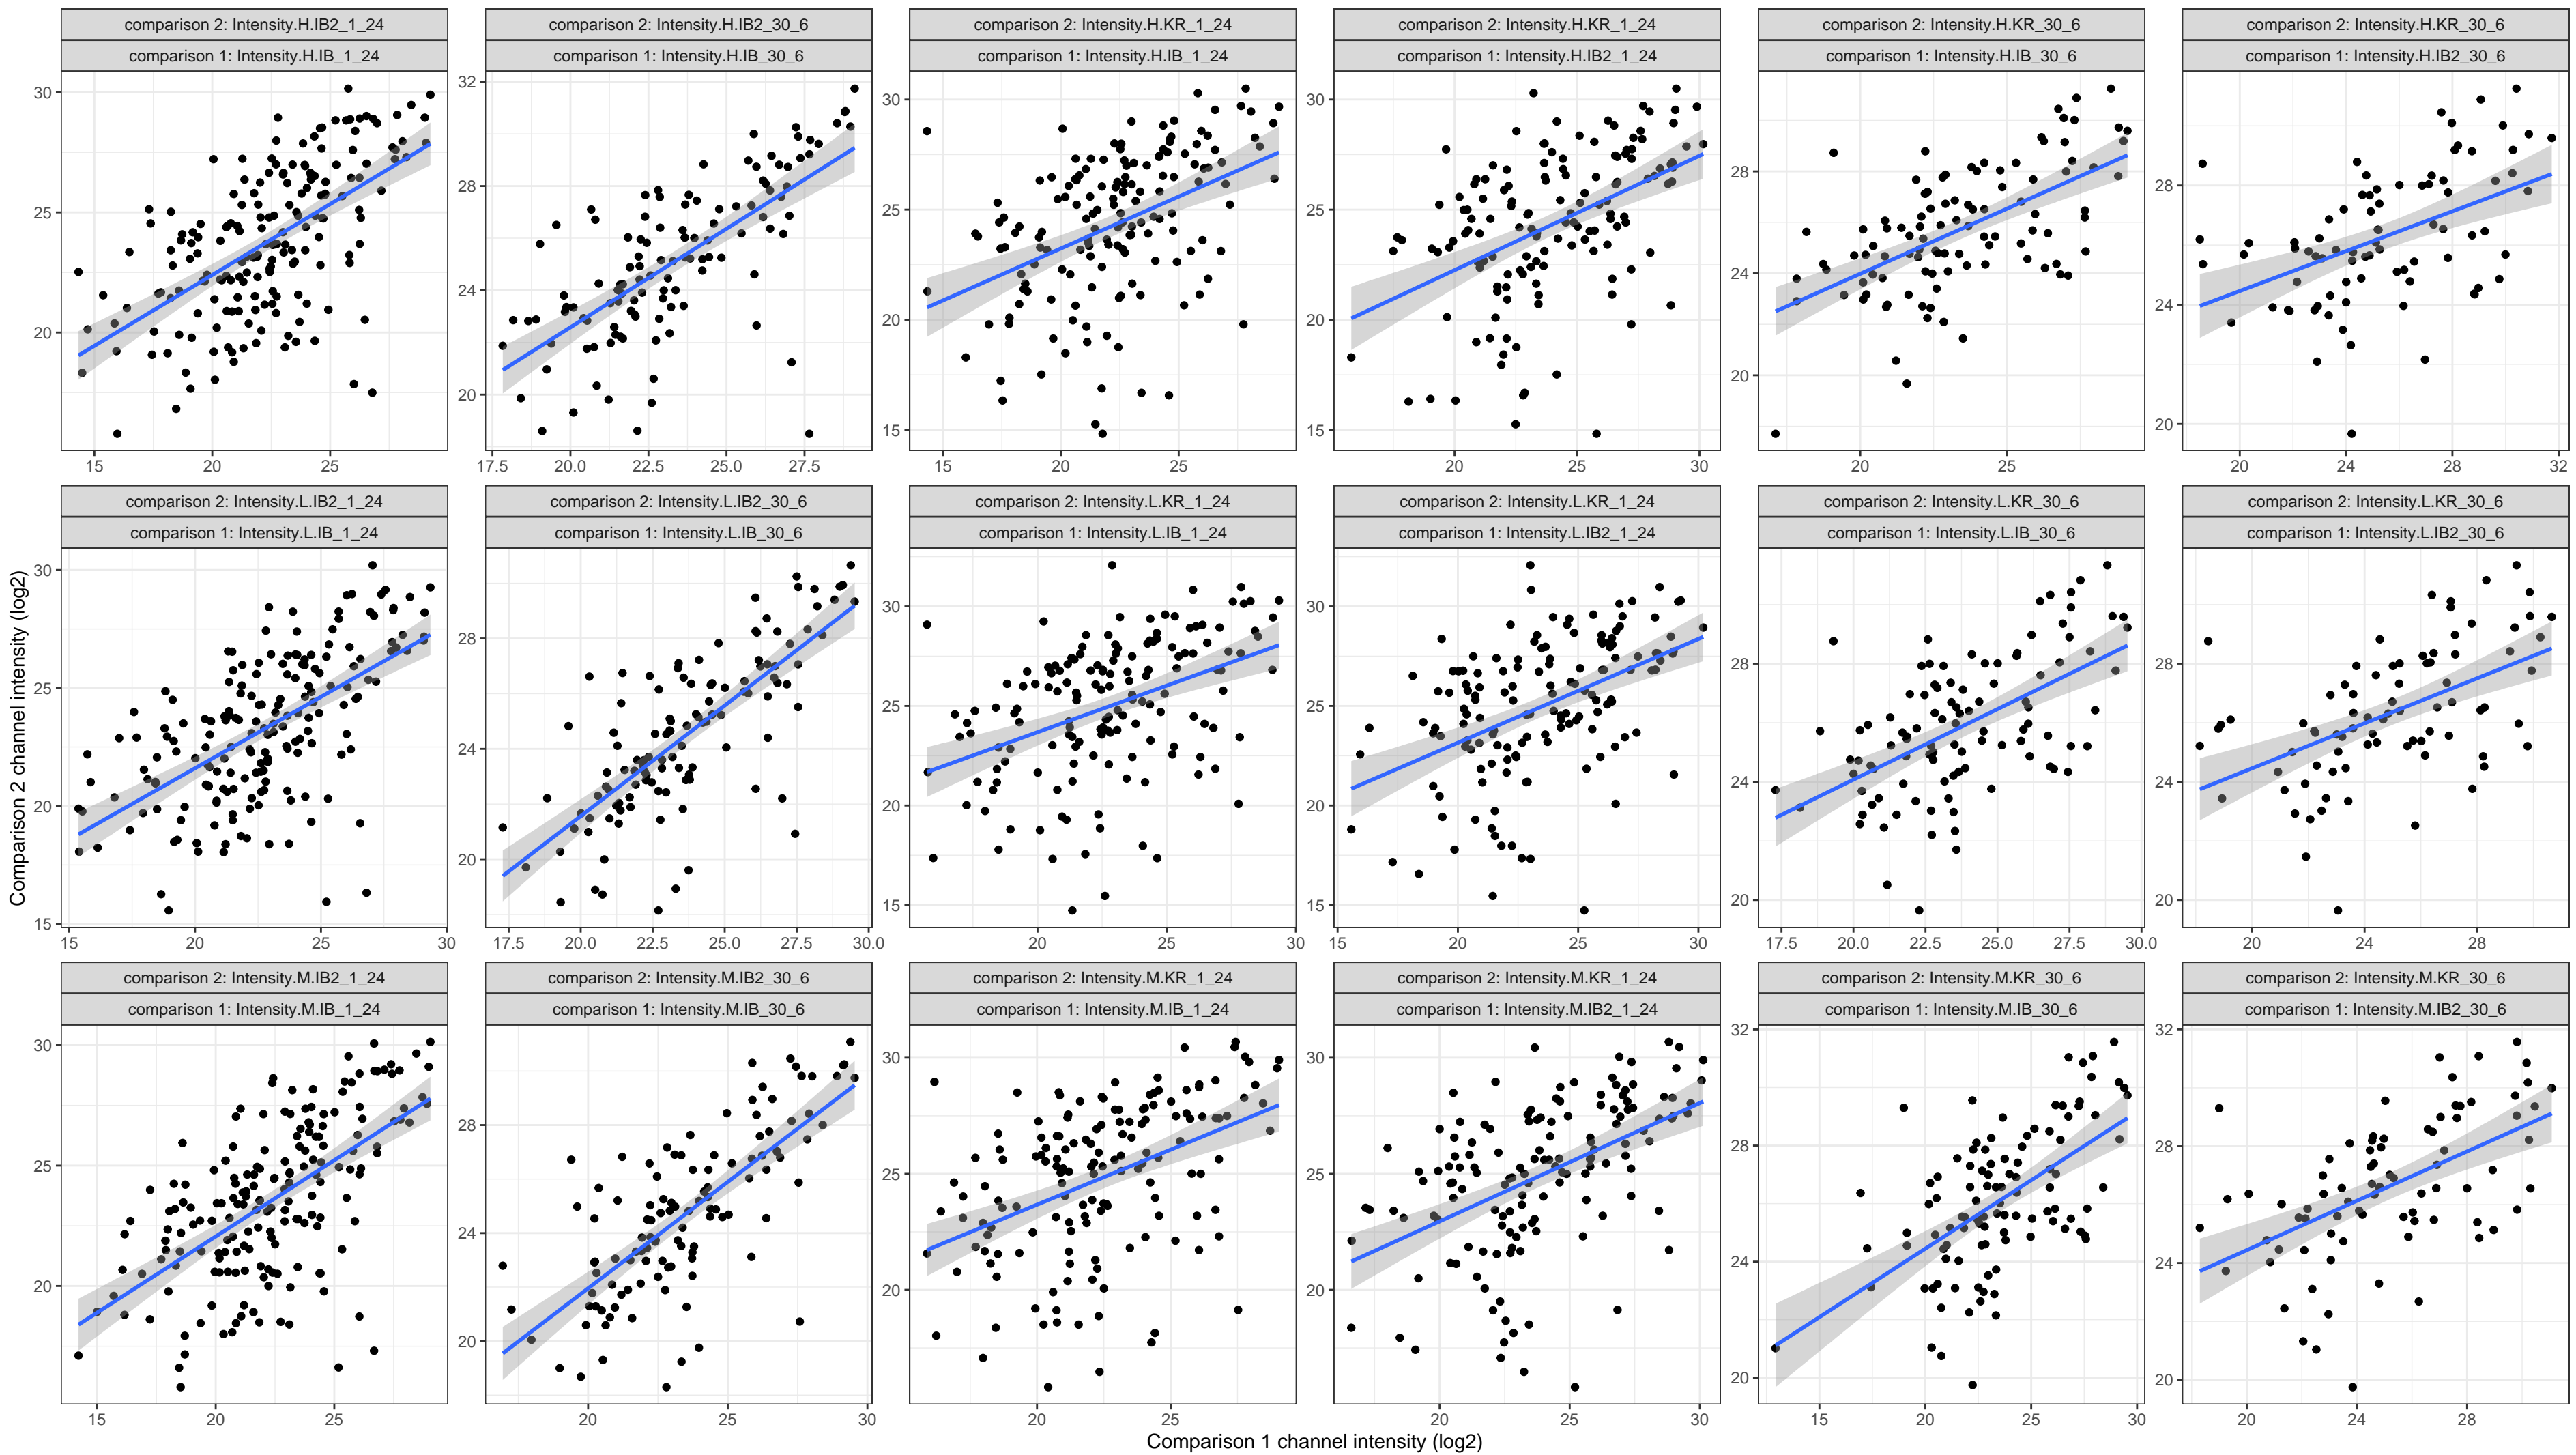 comparison 2: Intensity.H.IB2_1_24
comparison 1: Intensity.H.IB_1_24
comparison 2: Intensity.H.IB2_30_6
comparison 1: Intensity.H.IB_30_6
comparison 2: Intensity.H.KR_1_24
comparison 1: Intensity.H.IB_1_24
comparison 2: Intensity.H.KR_1_24
comparison 1: Intensity.H.IB2_1_24
comparison 2: Intensity.H.KR_30_6
comparison 1: Intensity.H.IB_30_6
comparison 2: Intensity.H.KR_30_6
comparison 1: Intensity.H.IB2_30_6
30
25
20
15 20 25
32
28
24
20
17.5 20.0 22.5 25.0 27.5
30
25
20
15
15 20 25
30
25
20
15
20 25 30
28
24
20
20 25
28
24
20
20 24 28 32
comparison 2: Intensity.L.IB2_1_24
comparison 1: Intensity.L.IB_1_24
comparison 2: Intensity.L.IB2_30_6
comparison 1: Intensity.L.IB_30_6
comparison 2: Intensity.L.KR_1_24
comparison 1: Intensity.L.IB_1_24
comparison 2: Intensity.L.KR_1_24
comparison 1: Intensity.L.IB2_1_24
comparison 2: Intensity.L.KR_30_6
comparison 1: Intensity.L.IB_30_6
comparison 2: Intensity.L.KR_30_6
comparison 1: Intensity.L.IB2_30_6
Comparison 2 channel intensity (log2)
30
25
20
15
15 20 25 30
28
24
20
17.5 20.0 22.5 25.0 27.5 30.0
30
25
20
15
20 25 30
30
25
20
15
15 20 25 30
28
24
20
17.5 20.0 22.5 25.0 27.5 30.0
28
24
20
20 24 28
comparison 2: Intensity.M.IB2_1_24
comparison 1: Intensity.M.IB_1_24
comparison 2: Intensity.M.IB2_30_6
comparison 1: Intensity.M.IB_30_6
comparison 2: Intensity.M.KR_1_24
comparison 1: Intensity.M.IB_1_24
comparison 2: Intensity.M.KR_1_24
comparison 1: Intensity.M.IB2_1_24
comparison 2: Intensity.M.KR_30_6
comparison 1: Intensity.M.IB_30_6
comparison 2: Intensity.M.KR_30_6
comparison 1: Intensity.M.IB2_30_6
30
25
20
15 20 25
28
24
20
20 25 30
30
25
20
20 25
30
25
20
20 25 30
32
28
24
20
15 20 25 30
32
28
24
20
20 24 28
Comparison 1 channel intensity (log2)